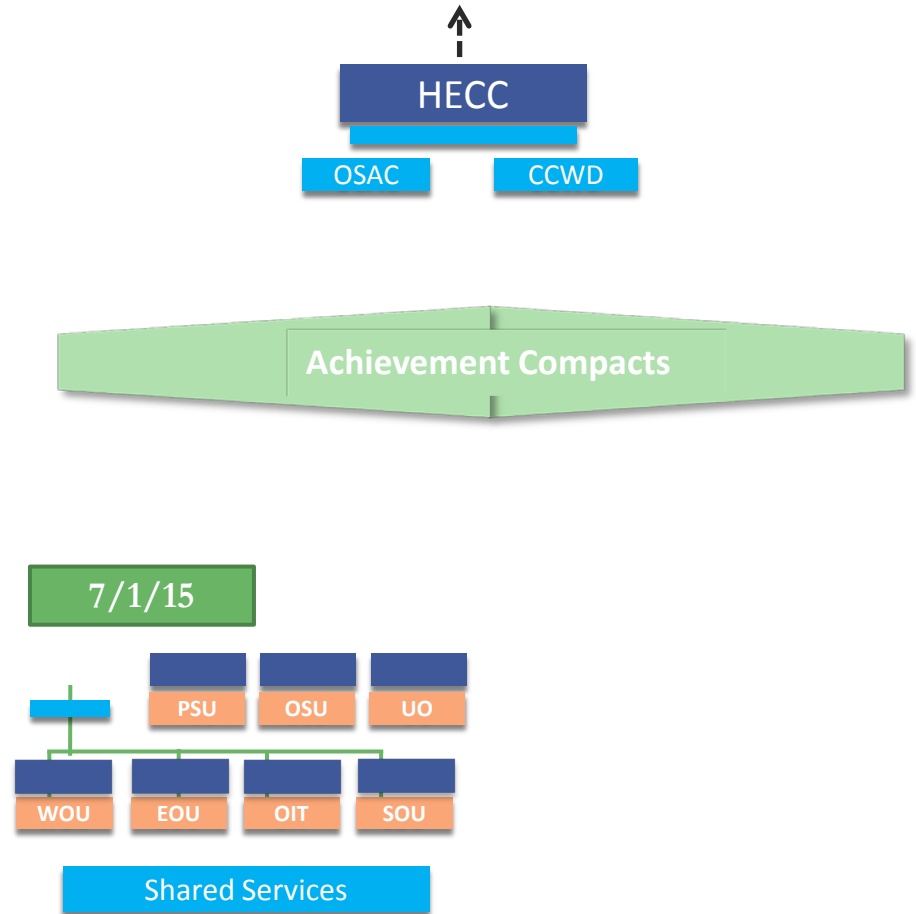 HECC
OSAC
CCWD
Achievement Compacts
7/1/15
PSU
OSU
UO
WOU
EOU
OIT
SOU
Shared Services